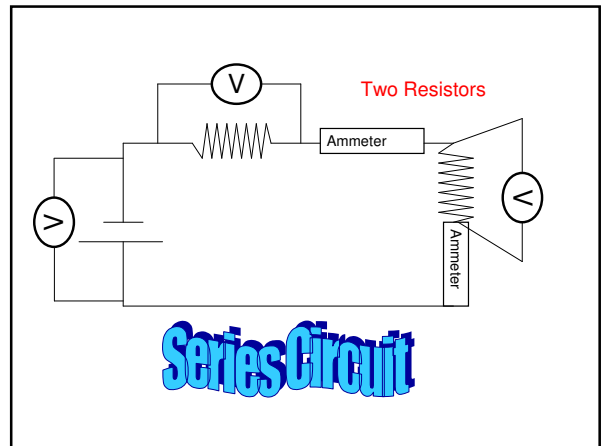 V
Two Resistors
Ammeter
V
V
Ammeter
Series Circuit